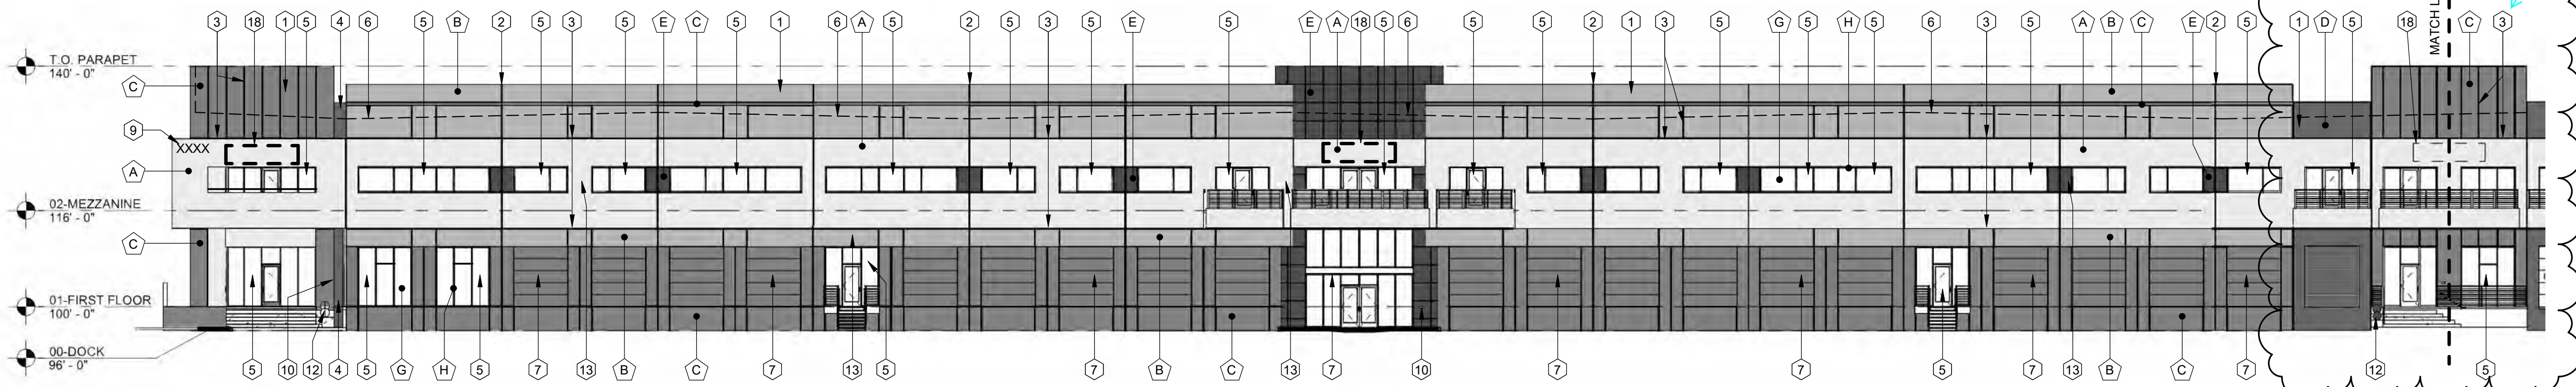 3 18 1 5 4 6 5 B 2 5 3 5 E C 5 1 6 A 5 2 5 3 5 E 5 E A 18 5 6 5 5 2 1 3 5 G 5 H 5 6 3 5 A B C E 2 5 1 D 5 18 MATCH L C 3
T.O. PARAPET
140' - 0"
C
9
XXXX
A
02-MEZZANINE
116' - 0"
C
01-FIRST FLOOR
100' - 0"
00-DOCK
96' - 0"
5 10 12 4 5 G H 5 7 13 B C 7 13 5 7 B C 13 7 10 7 7 5 7 13 B C 7 12 5